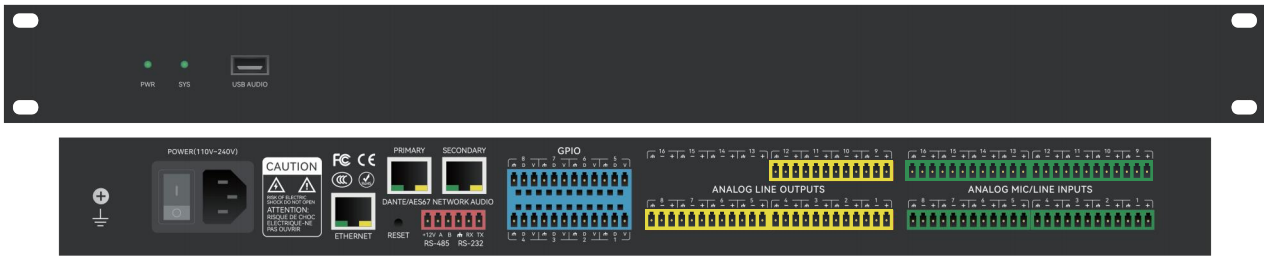 PWR SYS USB AUDIO
POWER(110V~240V)
CAUTION
RISK OF ELECTRIC
SHOCK DO NOT OPEN
ATTENTION:
RISQUE DE CHOC
ELECTRIQUE-NE
PAS OUVRIR
FC CE
CCC
ETHERNET
PRIMARY SECONDARY
DANTE/AES67 NETWORK AUDIO
RESET
+12V A B RX TX
RS-485 RS-232
GPIO
8 7 6 5
D V D V D V D V
D V D V D V D V
4 3 2 1
16 15 14 13 12 11 10 9
- + - + - + - + - + - + - + - +
ANALOG LINE OUTPUTS
8 7 6 5 4 3 2 1
- + - + - + - + - + - + - + - +
16 15 14 13 12 11 10 9
- + - + - + - + - + - + - + - +
ANALOG MIC/LINE INPUTS
8 7 6 5 4 3 2 1
- + - + - + - + - + - + - + - +